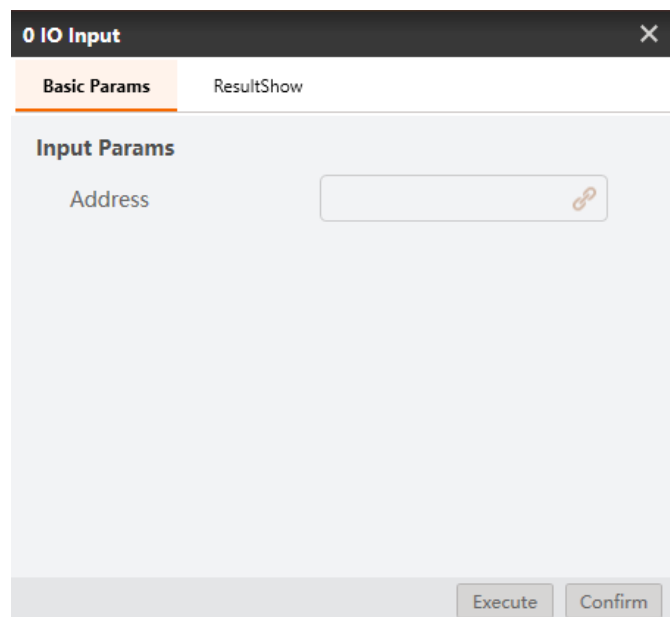 0 IO Input
Basic Params ResultShow
Input Params
Address
Execute Confirm